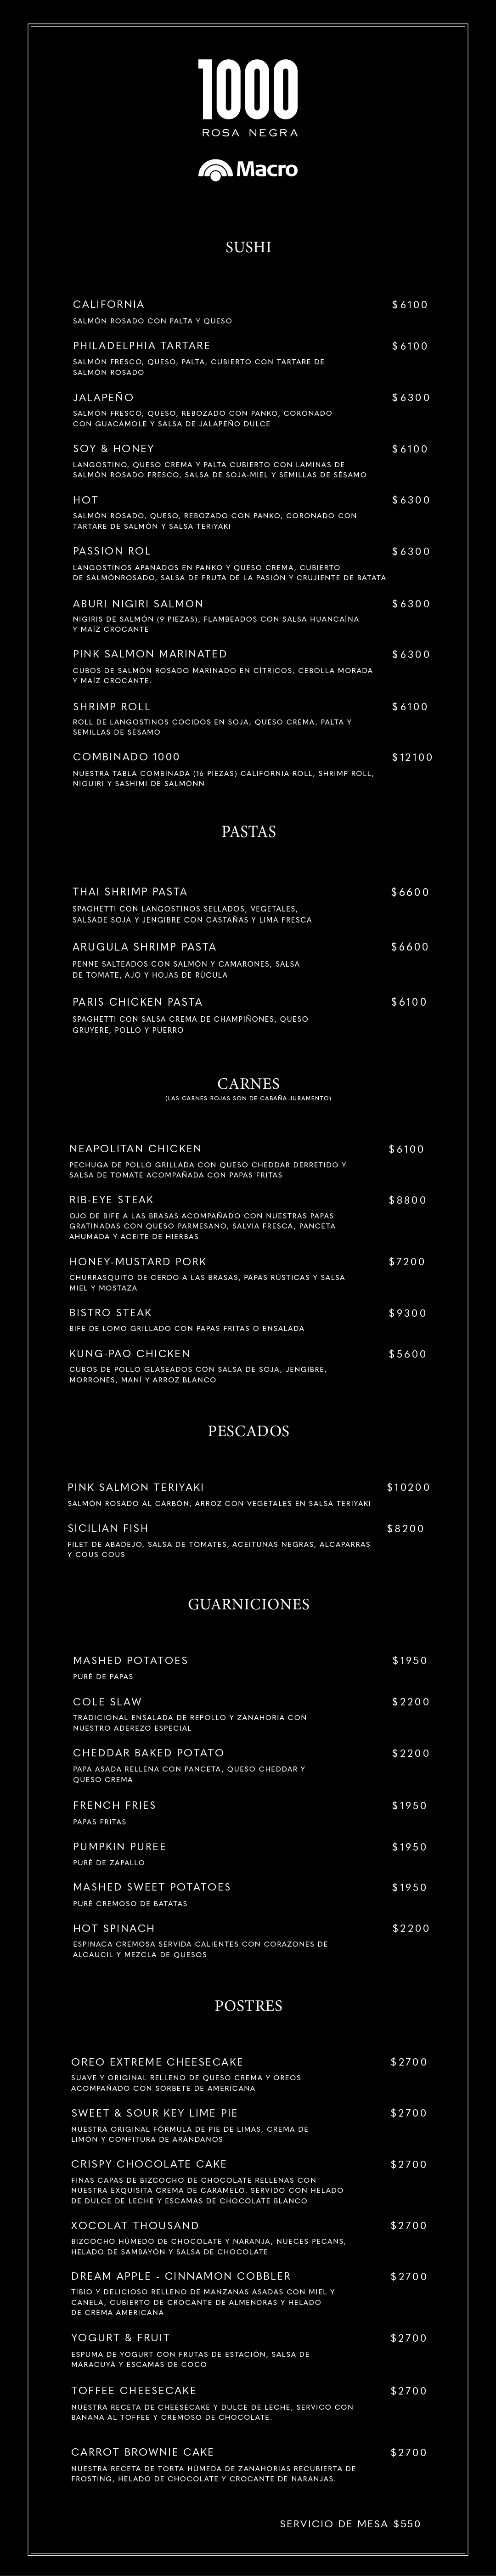 1000
ROSA NEGRA
Macro
SUSHI
CALIFORNIA $6100
SALMÓN ROSADO CON PALTA Y QUESO
PHILADELPHIA TARTARE $6100
SALMÓN FRESCO, QUESO, PALTA, CUBIERTO CON TARTARE DE
SALMÓN ROSADO
JALAPEÑO $6300
SALMÓN FRESCO, QUESO, REBOZADO CON PANKO, CORONADO
CON GUACAMOLE Y SALSA DE JALAPEÑO DULCE
SOY & HONEY $6100
LANGOSTINO, QUESO CREMA Y PALTA CUBIERTO CON LAMINAS DE
SALMÓN ROSADO FRESCO, SALSA DE SOJA-MIEL Y SEMILLAS DE SÉSAMO
HOT $6300
SALMÓN ROSADO, QUESO, REBOZADO CON PANKO, CORONADO CON
TARTARE DE SALMÓN Y SALSA TERIYAKI
PASSION ROL $6300
LANGOSTINOS APANADOS EN PANKO Y QUESO CREMA, CUBIERTO
DE SALMÓNROSADO, SALSA DE FRUTA DE LA PASIÓN Y CRUJIENTE DE BATATA
ABURI NIGIRI SALMON $6300
NIGIRIS DE SALMÓN (9 PIEZAS), FLAMBEADOS CON SALSA HUANCAÍNA
Y MAÍZ CROCANTE
PINK SALMON MARINATED $6300
CUBOS DE SALMÓN ROSADO MARINADO EN CÍTRICOS, CEBOLLA MORADA
Y MAÍZ CROCANTE.
SHRIMP ROLL $6100
ROLL DE LANGOSTINOS COCIDOS EN SOJA, QUESO CREMA, PALTA Y
SEMILLAS DE SÉSAMO
COMBINADO 1000 $12100
NUESTRA TABLA COMBINADA (16 PIEZAS) CALIFORNIA ROLL, SHRIMP ROLL,
NIGUIRI Y SASHIMI DE SALMÓNN
PASTAS
THAI SHRIMP PASTA $6600
SPAGHETTI CON LANGOSTINOS SELLADOS, VEGETALES,
SALSADE SOJA Y JENGIBRE CON CASTAÑAS Y LIMA FRESCA
ARUGULA SHRIMP PASTA $6600
PENNE SALTEADOS CON SALMÓN Y CAMARONES, SALSA
DE TOMATE, AJO Y HOJAS DE RÚCULA
PARIS CHICKEN PASTA $6100
SPAGHETTI CON SALSA CREMA DE CHAMPIÑONES, QUESO
GRUYERE, POLLO Y PUERRO
CARNES
(LAS CARNES ROJAS SON DE CABAÑA JURAMENTO)
NEAPOLITAN CHICKEN $6100
PECHUGA DE POLLO GRILLADA CON QUESO CHEDDAR DERRETIDO Y
SALSA DE TOMATE ACOMPAÑADA CON PAPAS FRITAS
RIB-EYE STEAK $8800
OJO DE BIFE A LAS BRASAS ACOMPAÑADO CON NUESTRAS PAPAS
GRATINADAS CON QUESO PARMESANO, SALVIA FRESCA, PANCETA
AHUMADA Y ACEITE DE HIERBAS
HONEY-MUSTARD PORK $7200
CHURRASQUITO DE CERDO A LAS BRASAS, PAPAS RÚSTICAS Y SALSA
MIEL Y MOSTAZA
BISTRO STEAK $9300
BIFE DE LOMO GRILLADO CON PAPAS FRITAS O ENSALADA
KUNG-PAO CHICKEN $5600
CUBOS DE POLLO GLASEADOS CON SALSA DE SOJA, JENGIBRE,
MORRONES, MANÍ Y ARROZ BLANCO
PESCADOS
PINK SALMON TERIYAKI $10200
SALMÓN ROSADO AL CARBÓN, ARROZ CON VEGETALES EN SALSA TERIYAKI
SICILIAN FISH $8200
FILET DE ABADEJO, SALSA DE TOMATES, ACEITUNAS NEGRAS, ALCAPARRAS
Y COUS COUS
GUARNICIONES
MASHED POTATOES $1950
PURÉ DE PAPAS
COLE SLAW $2200
TRADICIONAL ENSALADA DE REPOLLO Y ZANAHORIA CON
NUESTRO ADEREZO ESPECIAL
CHEDDAR BAKED POTATO $2200
PAPA ASADA RELLENA CON PANCETA, QUESO CHEDDAR Y
QUESO CREMA
FRENCH FRIES $1950
PAPAS FRITAS
PUMPKIN PUREE $1950
PURÉ DE ZAPALLO
MASHED SWEET POTATOES $1950
PURÉ CREMOSO DE BATATAS
HOT SPINACH $2200
ESPINACA CREMOSA SERVIDA CALIENTES CON CORAZONES DE
ALCAUCIL Y MEZCLA DE QUESOS
POSTRES
OREO EXTREME CHEESECAKE $2700
SUAVE Y ORIGINAL RELLENO DE QUESO CREMA Y OREOS
ACOMPAÑADO CON SORBETE DE AMERICANA
SWEET & SOUR KEY LIME PIE $2700
NUESTRA ORIGINAL FÓRMULA DE PIE DE LIMAS, CREMA DE
LIMÓN Y CONFITURA DE ARÁNDANOS
CRISPY CHOCOLATE CAKE $2700
FINAS CAPAS DE BIZCOCHO DE CHOCOLATE RELLENAS CON
NUESTRA EXQUISITA CREMA DE CARAMELO. SERVIDO CON HELADO
DE DULCE DE LECHE Y ESCAMAS DE CHOCOLATE BLANCO
XOCOLAT THOUSAND $2700
BIZCOCHO HÚMEDO DE CHOCOLATE Y NARANJA, NUECES PECANS,
HELADO DE SAMBAYÓN Y SALSA DE CHOCOLATE
DREAM APPLE - CINNAMON COBBLER $2700
TIBIO Y DELICIOSO RELLENO DE MANZANAS ASADAS CON MIEL Y
CANELA, CUBIERTO DE CROCANTE DE ALMENDRAS Y HELADO
DE CREMA AMERICANA
YOGURT & FRUIT $2700
ESPUMA DE YOGURT CON FRUTAS DE ESTACIÓN, SALSA DE
MARACUYÁ Y ESCAMAS DE COCO
TOFFEE CHEESECAKE $2700
NUESTRA RECETA DE CHEESECAKE Y DULCE DE LECHE, SERVICO CON
BANANA AL TOFFEE Y CREMOSO DE CHOCOLATE.
CARROT BROWNIE CAKE $2700
NUESTRA RECETA DE TORTA HÚMEDA DE ZANAHORIAS RECUBIERTA DE
FROSTING, HELADO DE CHOCOLATE Y CROCANTE DE NARANJAS.
SERVICIO DE MESA $550